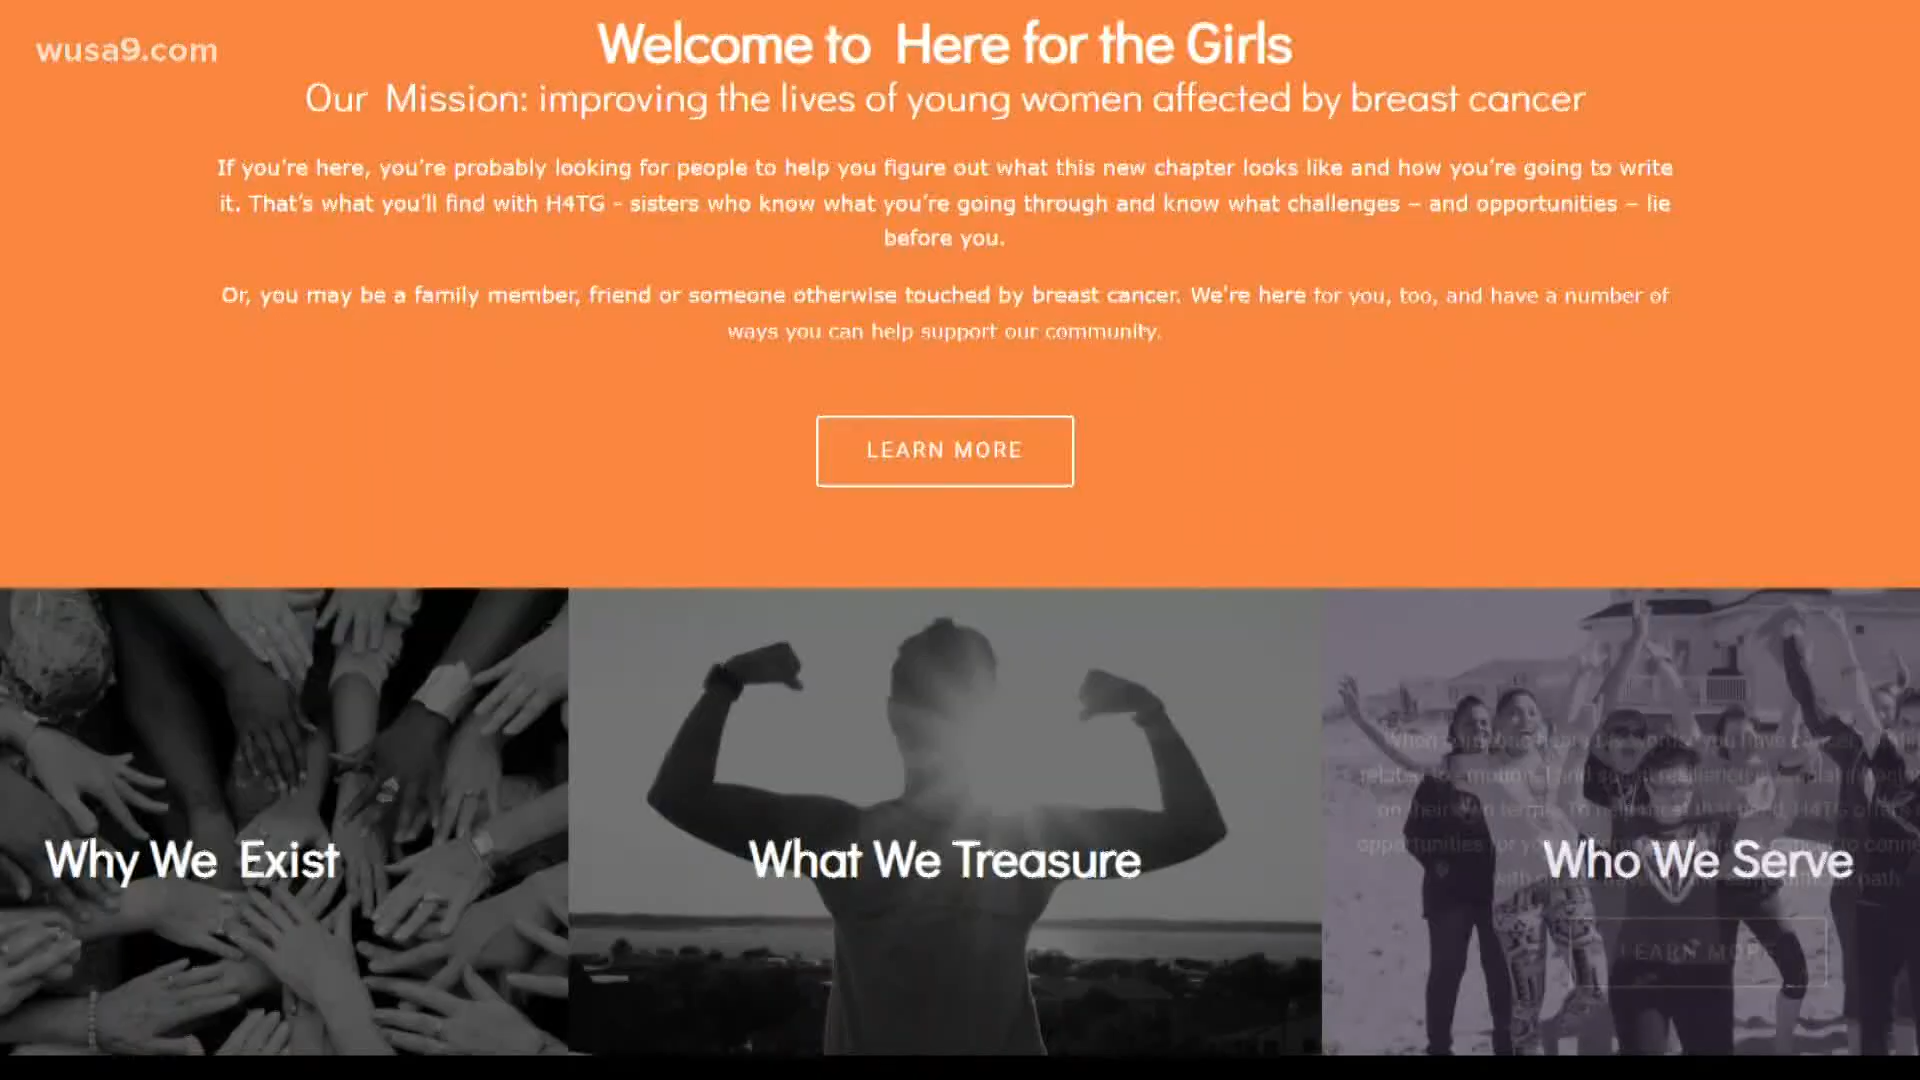 wusa9.com
Welcome to Here for the Girls
Our Mission: improving the lives of young women affected by breast cancer
If you’re here, you’re probably looking for people to help you figure out what this new chapter looks like and how you’re going to write
it. That’s what you’ll find with H4TG - sisters who know what you’re going through and know what challenges – and opportunities – lie
before you.
Or, you may be a family member, friend or someone otherwise touched by breast cancer. We're here for you, too, and have a number of
ways you can help support our community.
LEARN MORE
Why We Exist
What We Treasure
Who We Serve
LEARN MORE